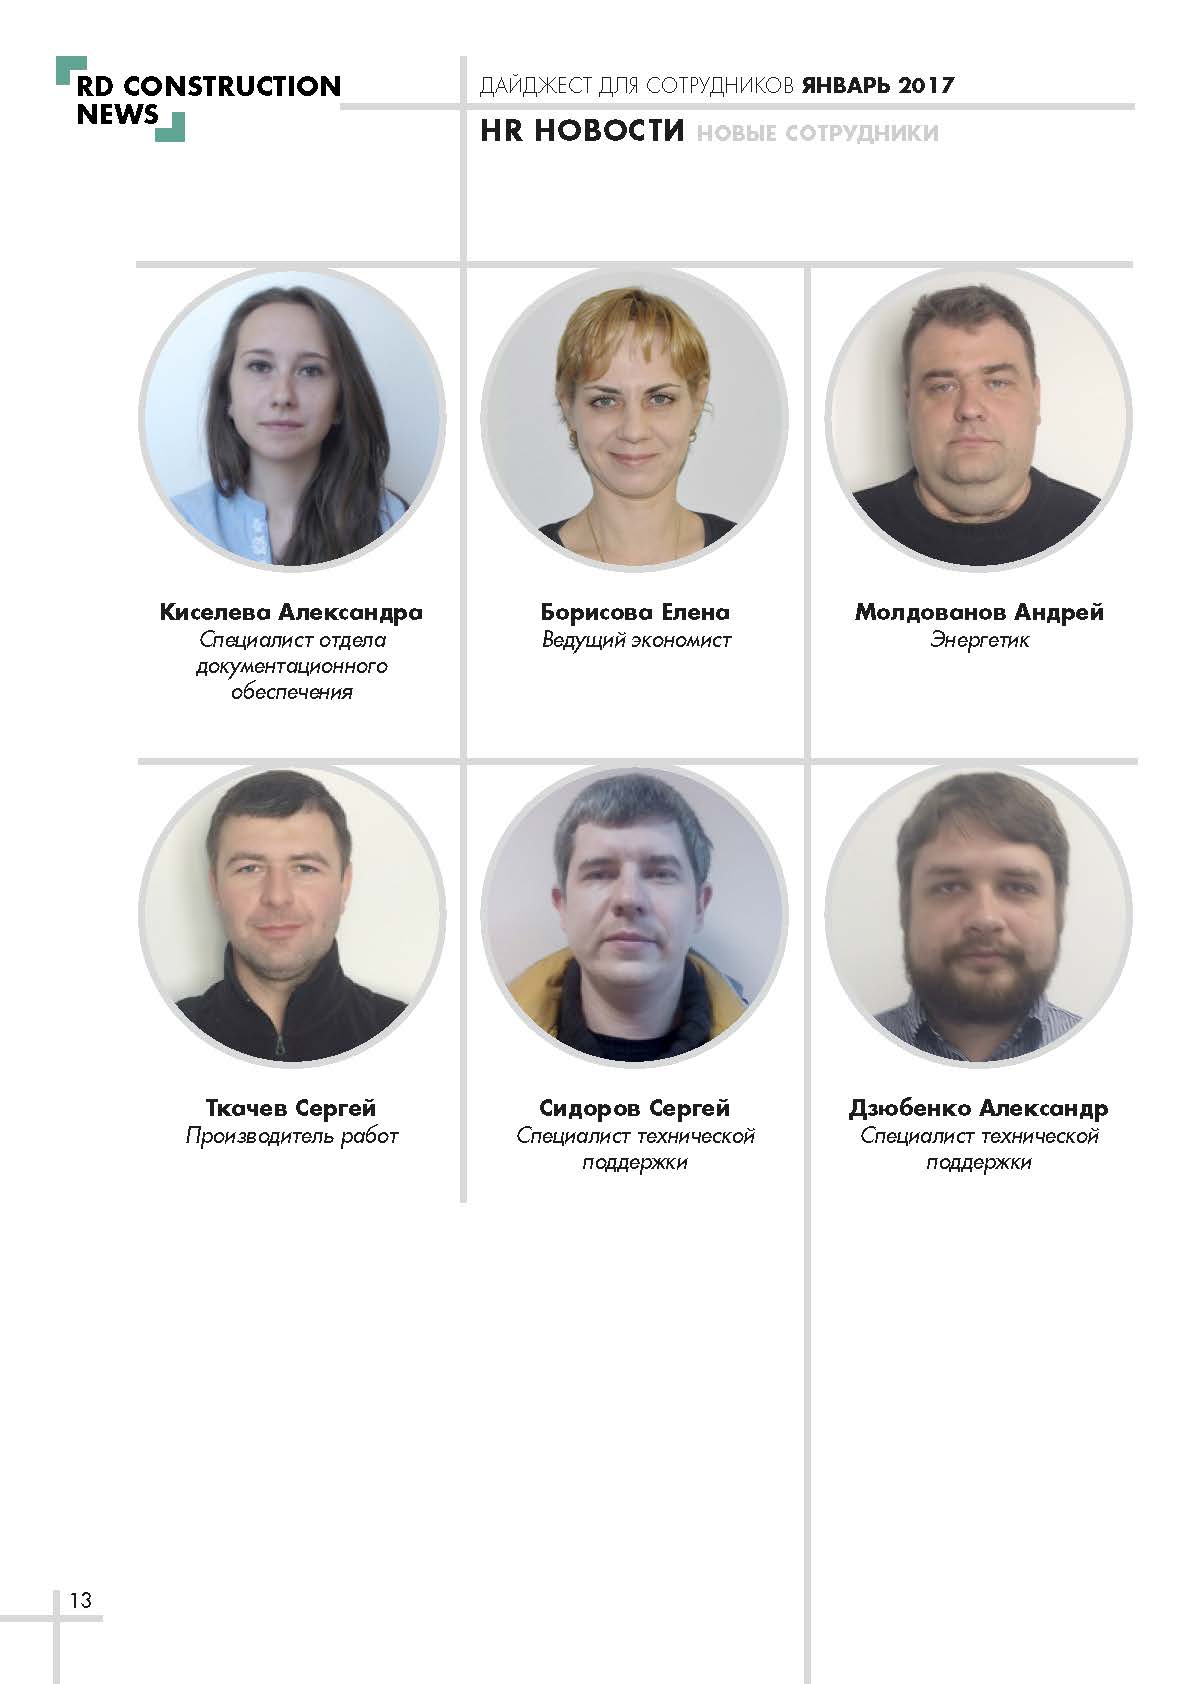 RD CONSTRUCTION
NEWS
ДАЙДЖЕСТ ДЛЯ СОТРУДНИКОВ ЯНВАРЬ 2017
HR НОВОСТИ НОВЫЕ СОТРУДНИКИ
Киселева Александра
Специалист отдела
документационного
обеспечения
Борисова Елена
Ведущий экономист
Молдованов Андрей
Энергетик
Ткачев Сергей
Производитель работ
Сидоров Сергей
Специалист технической
поддержки
Дзюбенко Александр
Специалист технической
поддержки
13